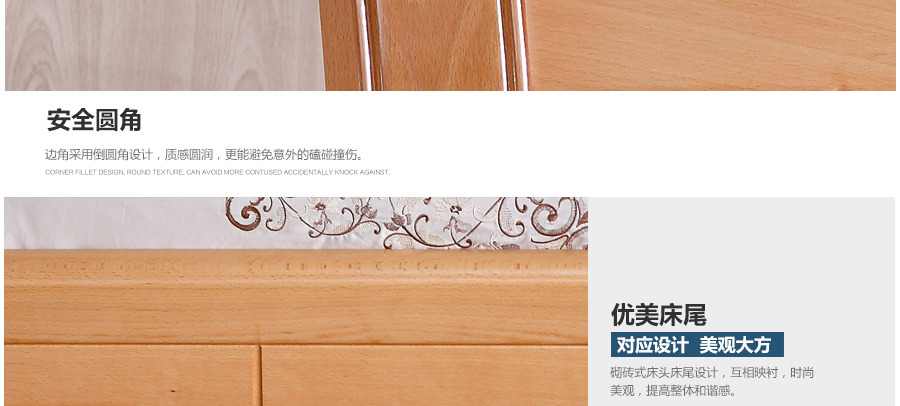 安全圆角
边角采用倒圆角设计，质感圆润，更能避免意外的磕碰撞伤。
CORNER FILLET DESIGN, ROUND TEXTURE, CAN AVOID MORE CONTUSED ACCIDENTALLY KNOCK AGAINST.
优美床尾
对应设计 美观大方
砌砖式床头床尾设计，互相映衬，时尚
美观，提高整体和谐感。